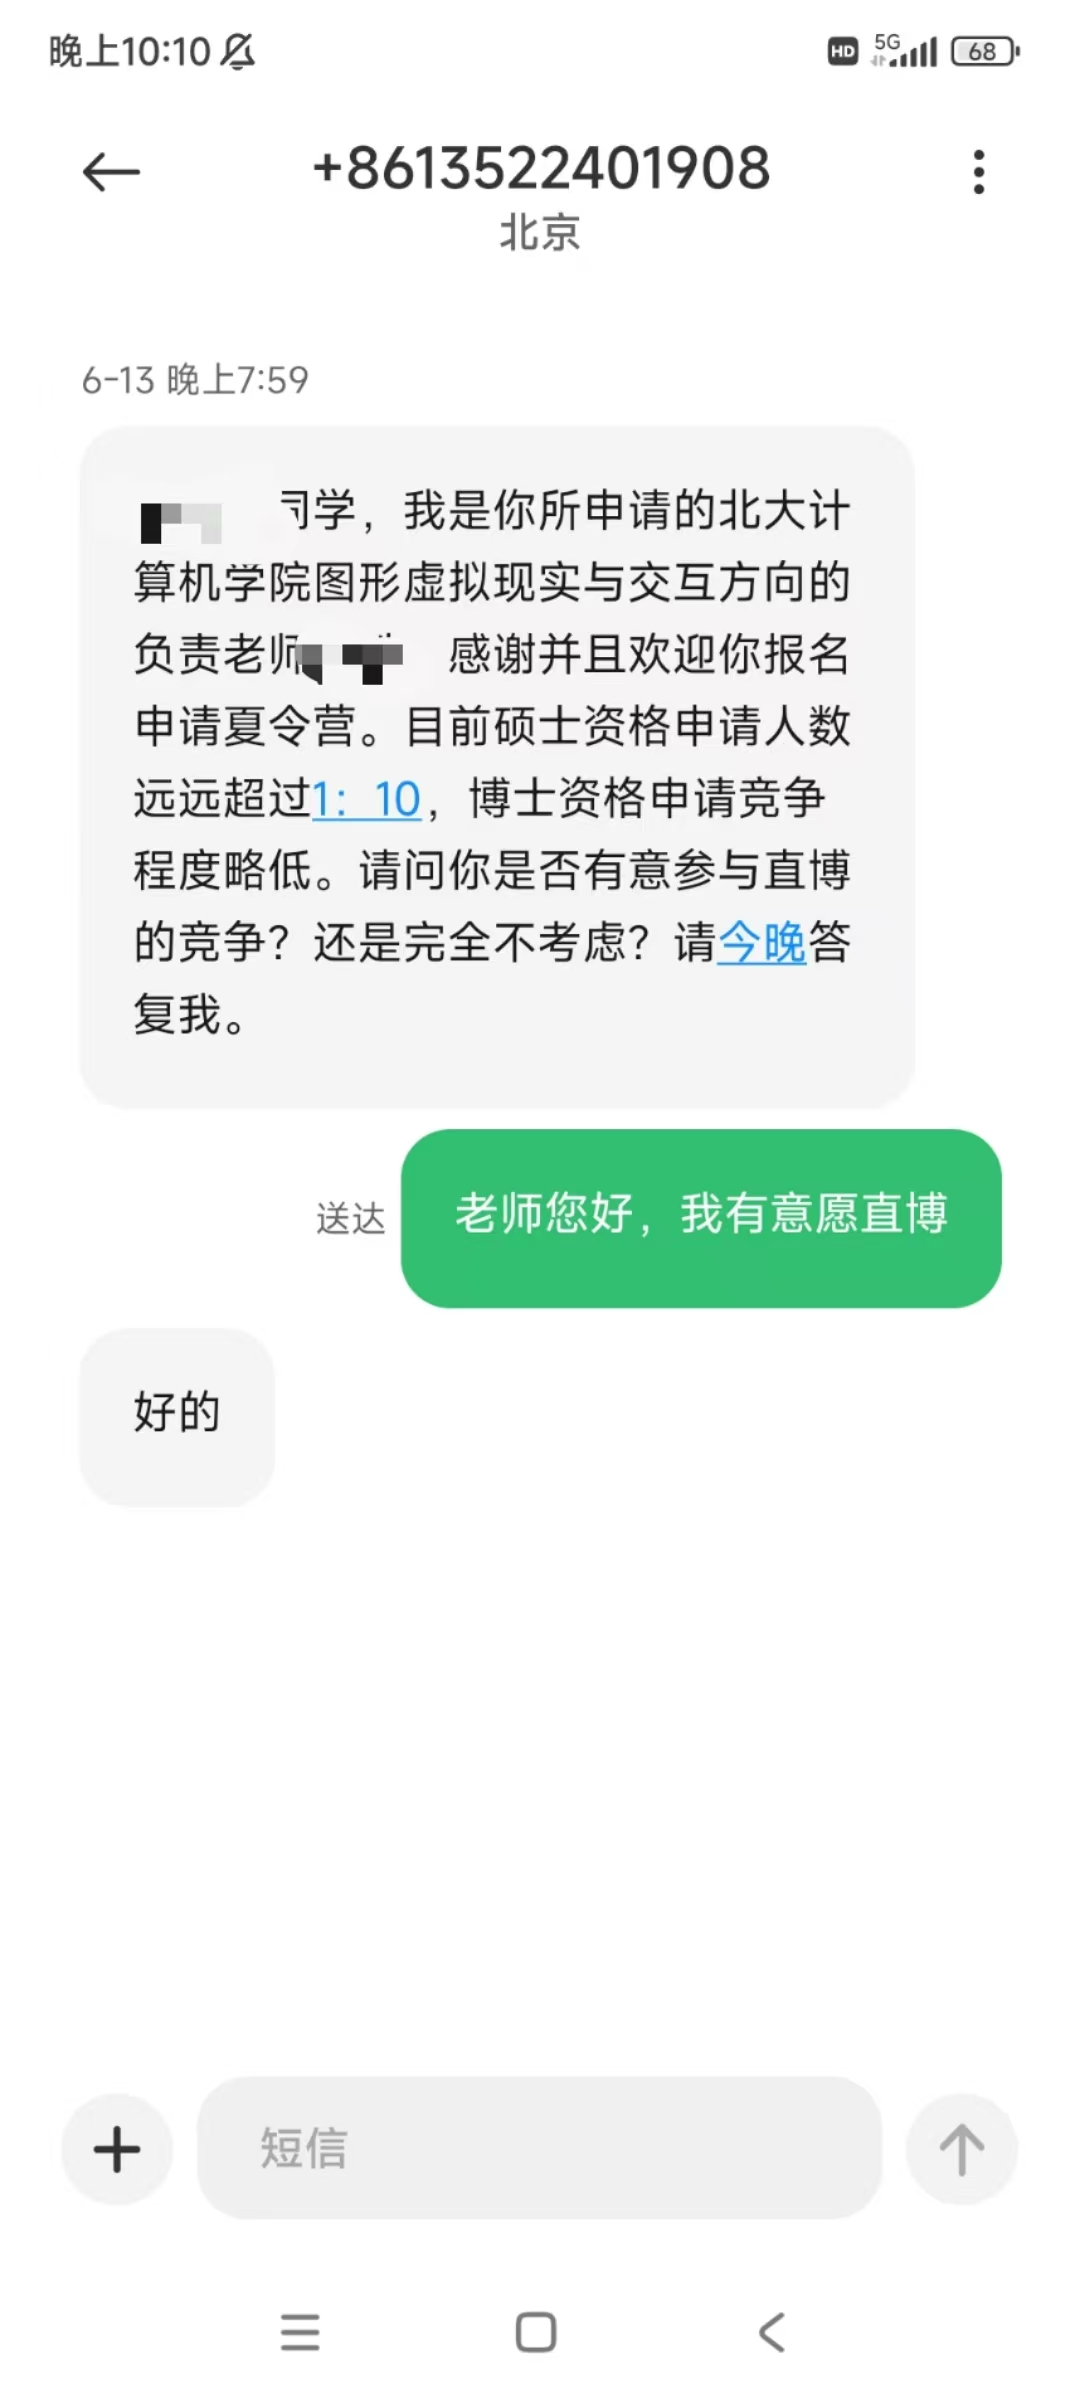 晚上10:10
HD 5G 68
+8613522401908
北京
6-13 晚上7:59
同学，我是你所申请的北大计
算机学院图形虚拟现实与交互方向的
负责老师 感谢并且欢迎你报名
申请夏令营。目前硕士资格申请人数
远远超过1：10，博士资格申请竞争
程度略低。请问你是否有意参与直博
的竞争？还是完全不考虑？请今晚答
复我。
送达
老师您好，我有意愿直博
好的
短信